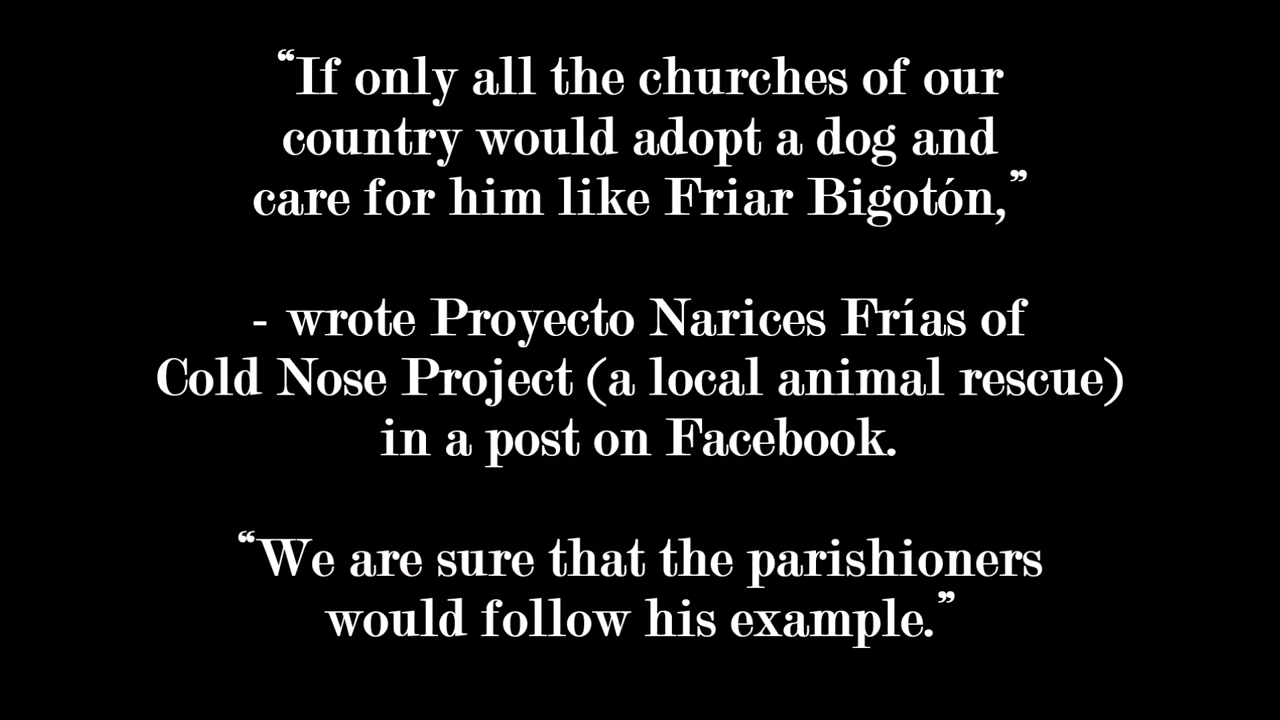 “If only all the churches of our
country would adopt a dog and
care for him like Friar Bigotón,”
- wrote Proyecto Narices Frías of
Cold Nose Project (a local animal rescue)
in a post on Facebook.
“We are sure that the parishioners
would follow his example.”